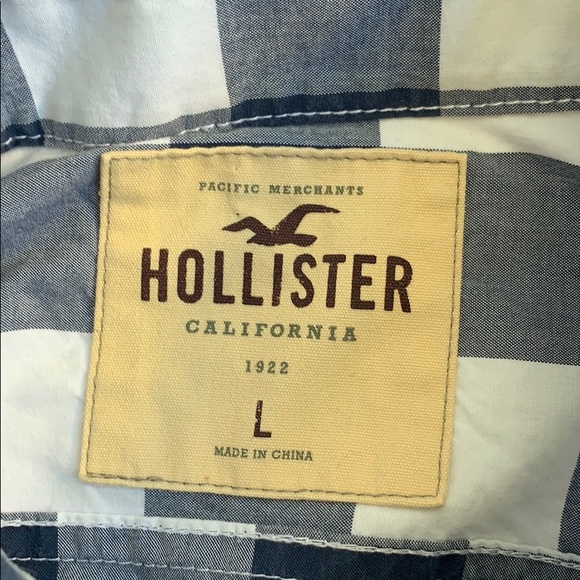 PACIFIC MERCHANTS
HOLLISTER
CALIFORNIA
1922
L
MADE IN CHINA